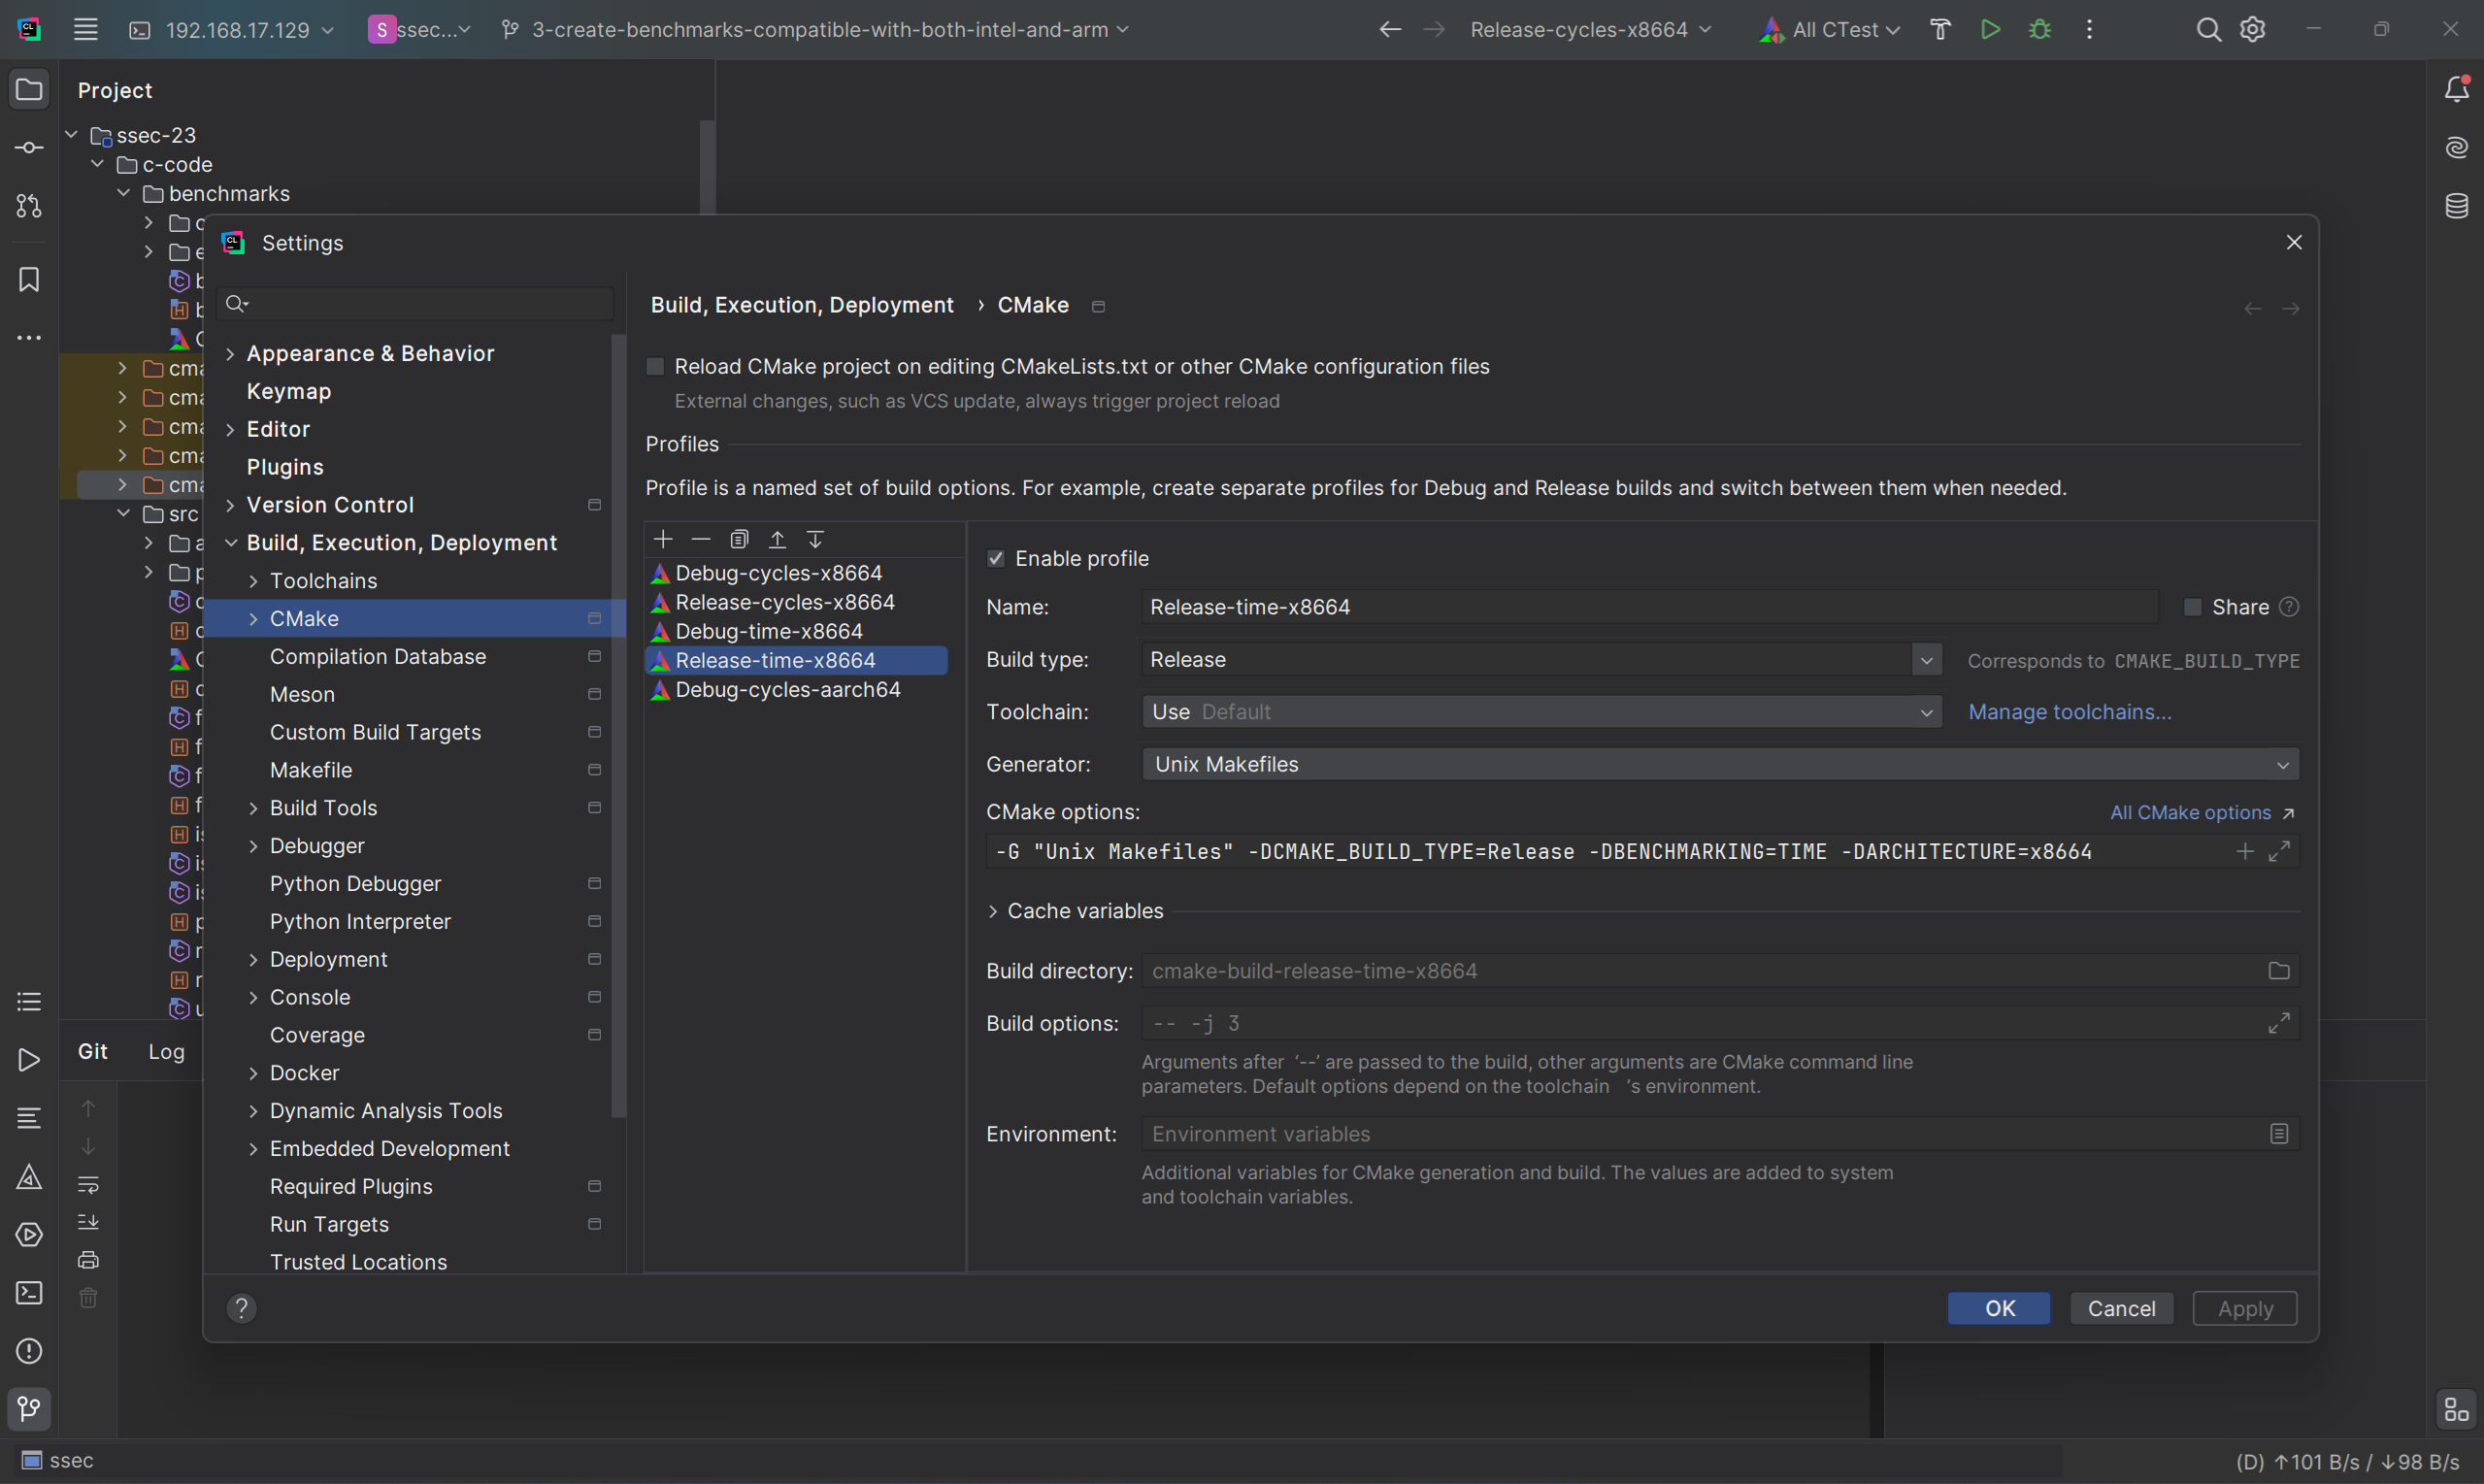 192.168.17.129
S ssec...
3-create-benchmarks-compatible-with-both-intel-and-arm
Release-cycles-x8664
All CTest
Project
ssec-23
c-code
benchmarks
src
Settings
Appearance & Behavior
Keymap
Editor
Plugins
Version Control
Build, Execution, Deployment
Toolchains
CMake
Compilation Database
Meson
Custom Build Targets
Makefile
Build Tools
Debugger
Python Debugger
Python Interpreter
Deployment
Console
Coverage
Docker
Dynamic Analysis Tools
Embedded Development
Required Plugins
Run Targets
Trusted Locations
Build, Execution, Deployment › CMake
Reload CMake project on editing CMakeLists.txt or other CMake configuration files
External changes, such as VCS update, always trigger project reload
Profiles
Profile is a named set of build options. For example, create separate profiles for Debug and Release builds and switch between them when needed.
Debug-cycles-x8664
Release-cycles-x8664
Debug-time-x8664
Release-time-x8664
Debug-cycles-aarch64
Enable profile
Name: Release-time-x8664 Share ?
Build type: Release Corresponds to CMAKE_BUILD_TYPE
Toolchain: Use Default Manage toolchains...
Generator: Unix Makefiles
CMake options: All CMake options ↗
-G "Unix Makefiles" -DCMAKE_BUILD_TYPE=Release -DBENCHMARKING=TIME -DARCHITECTURE=x8664
Cache variables
Build directory: cmake-build-release-time-x8664
Build options: -- -j 3
Arguments after ‘--’ are passed to the build, other arguments are CMake command line
parameters. Default options depend on the toolchain ‘s environment.
Environment: Environment variables
Additional variables for CMake generation and build. The values are added to system
and toolchain variables.
? OK Cancel Apply
Git Log
ssec
(D) ↑101 B/s / ↓98 B/s